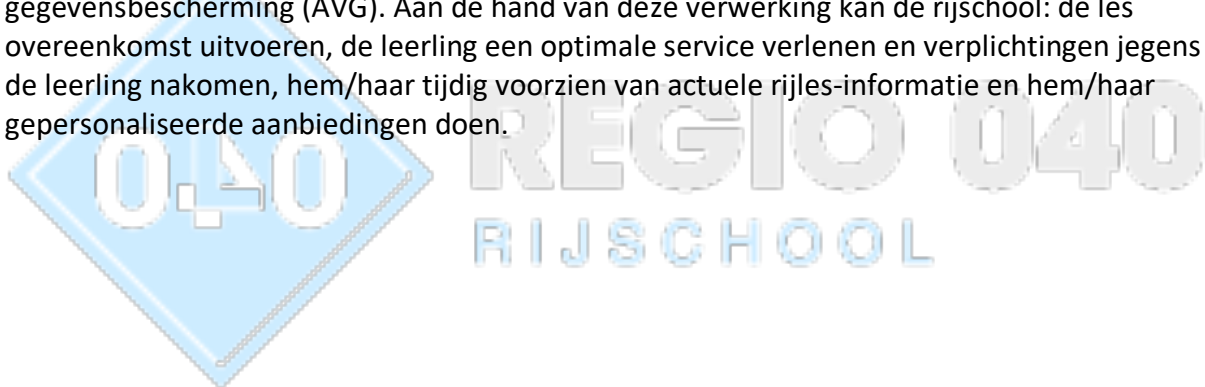 gegevensbescherming (AVG). Aan de hand van deze verwerking kan de rijschool: de les
overeenkomst uitvoeren, de leerling een optimale service verlenen en verplichtingen jegens
de leerling nakomen, hem/haar tijdig voorzien van actuele rijles-informatie en hem/haar
gepersonaliseerde aanbiedingen doen.
040
REGIO 040
RIJSCHOOL